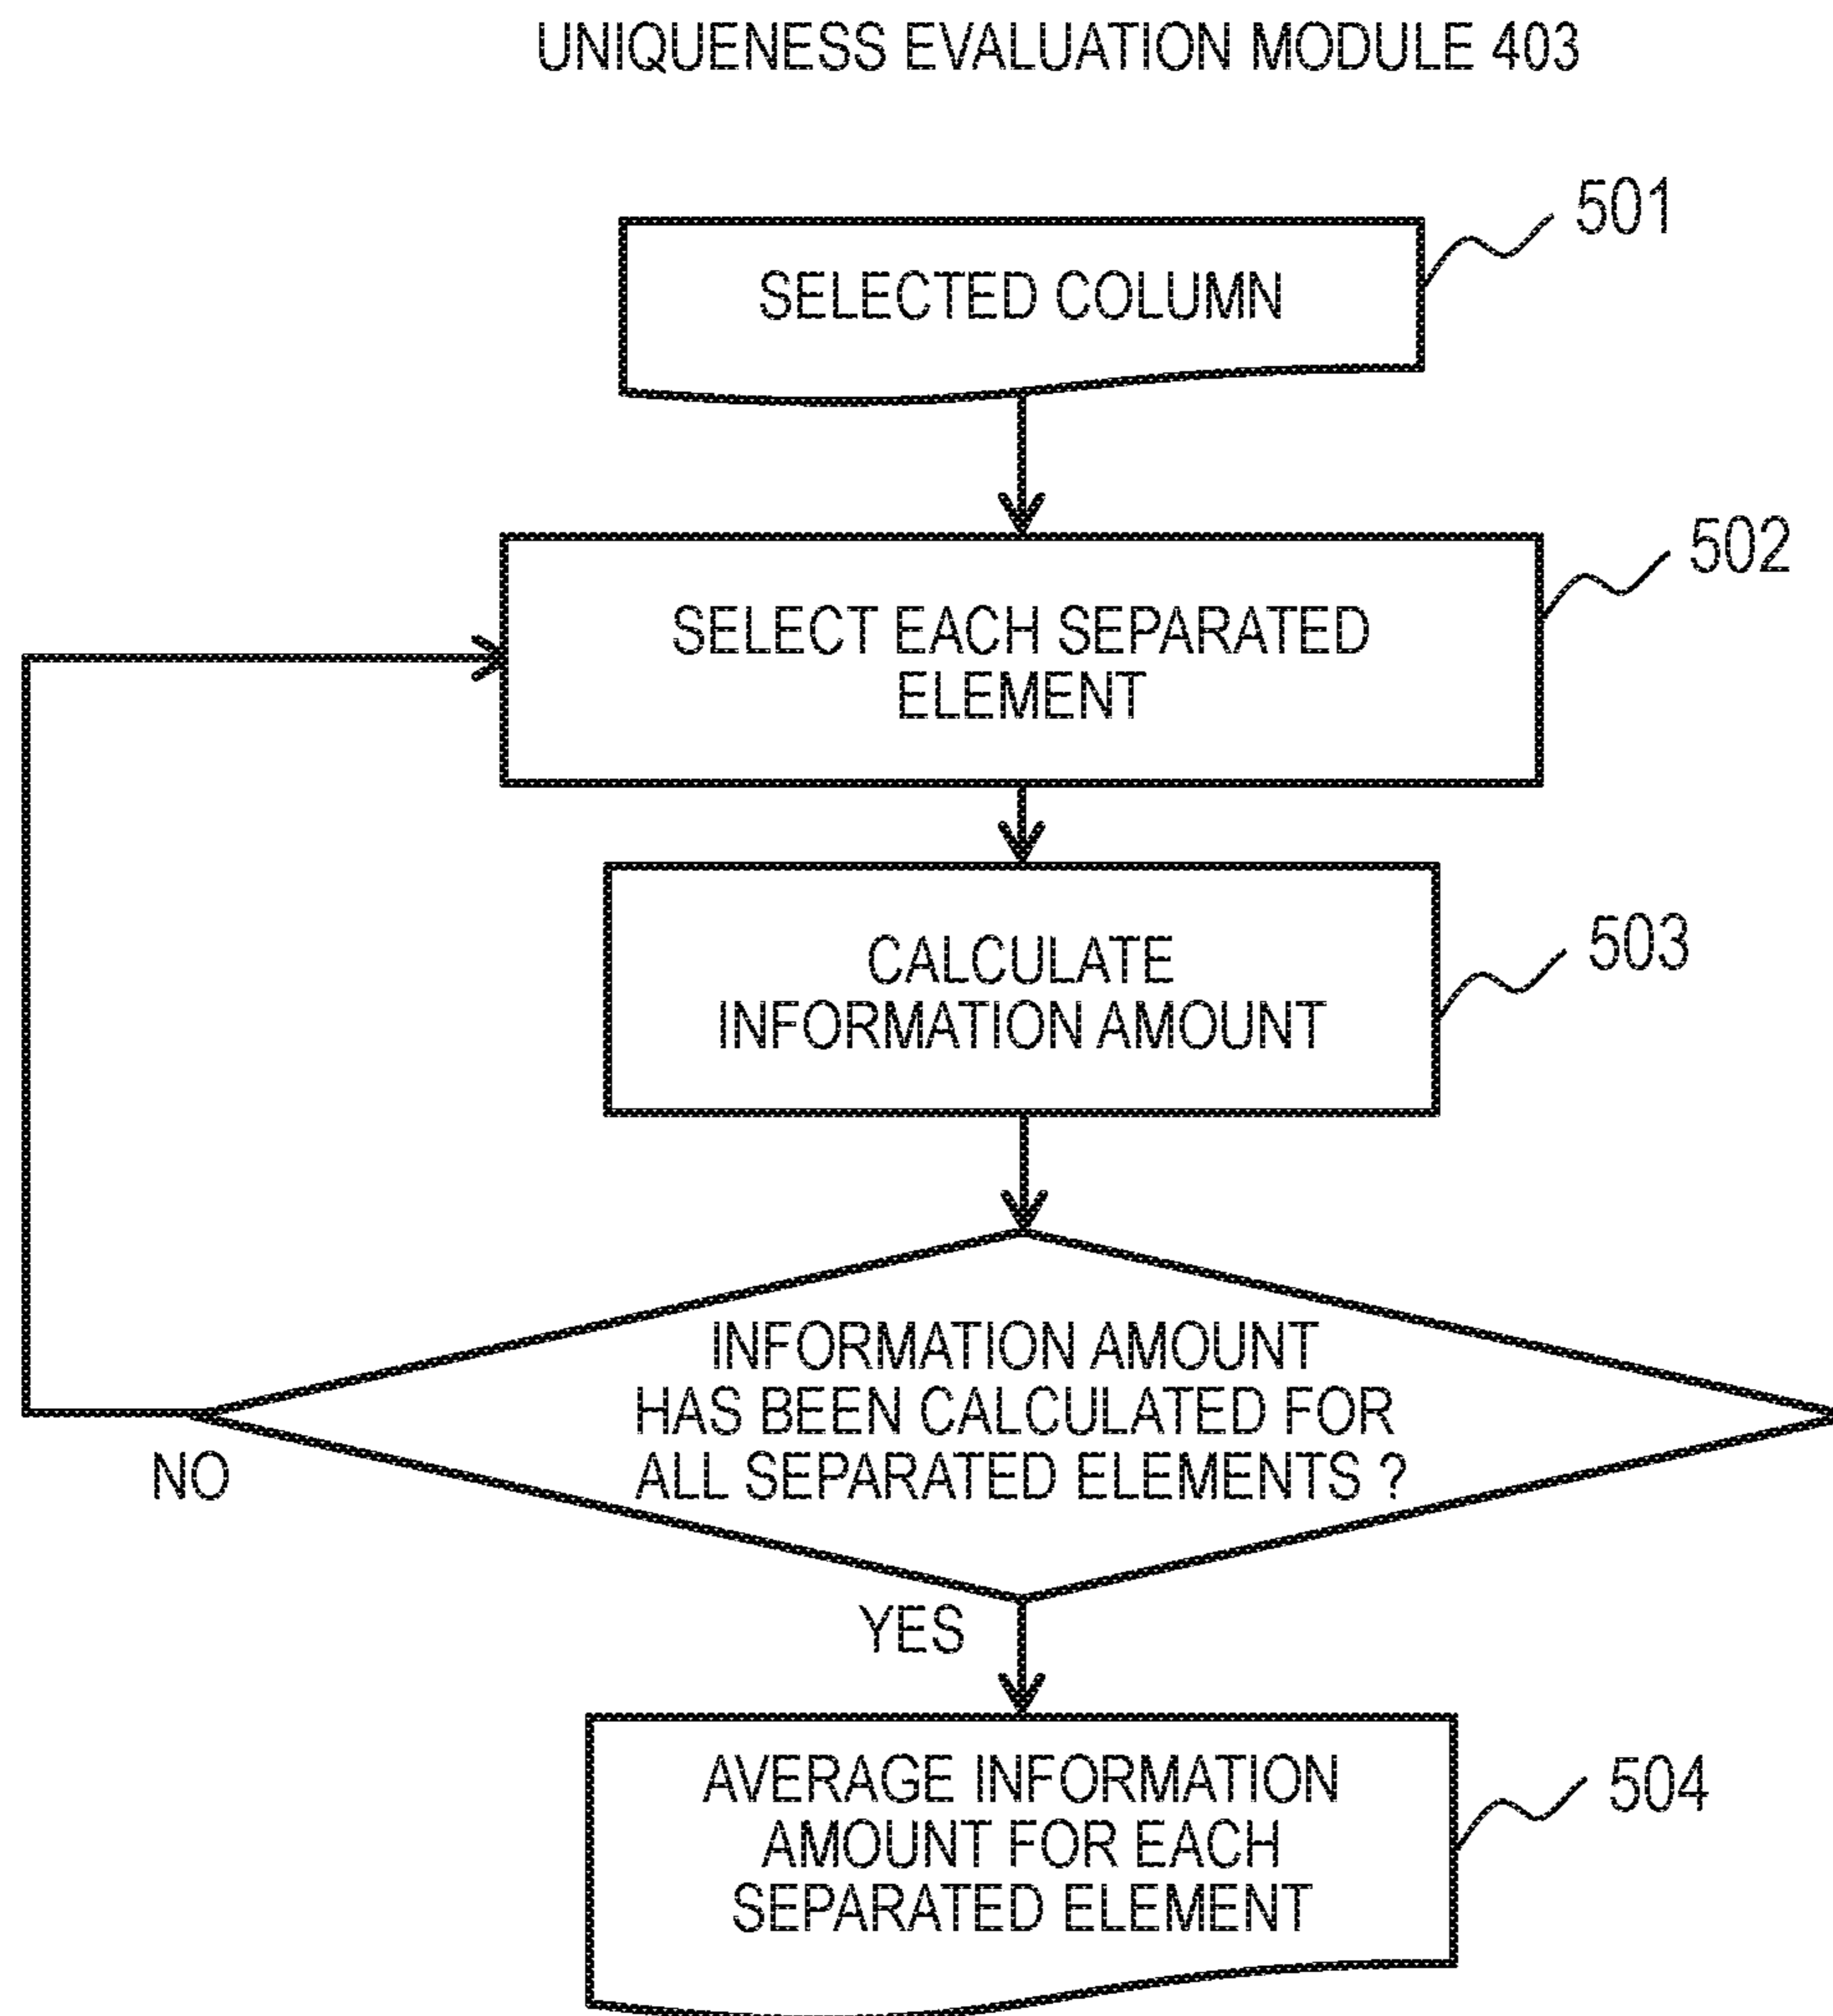 UNIQUENESS EVALUATION MODULE 403
501
SELECTED COLUMN
502
SELECT EACH SEPARATED
ELEMENT
503
CALCULATE
INFORMATION AMOUNT
INFORMATION AMOUNT
HAS BEEN CALCULATED FOR
ALL SEPARATED ELEMENTS ?
NO
YES
504
AVERAGE INFORMATION
AMOUNT FOR EACH
SEPARATED ELEMENT